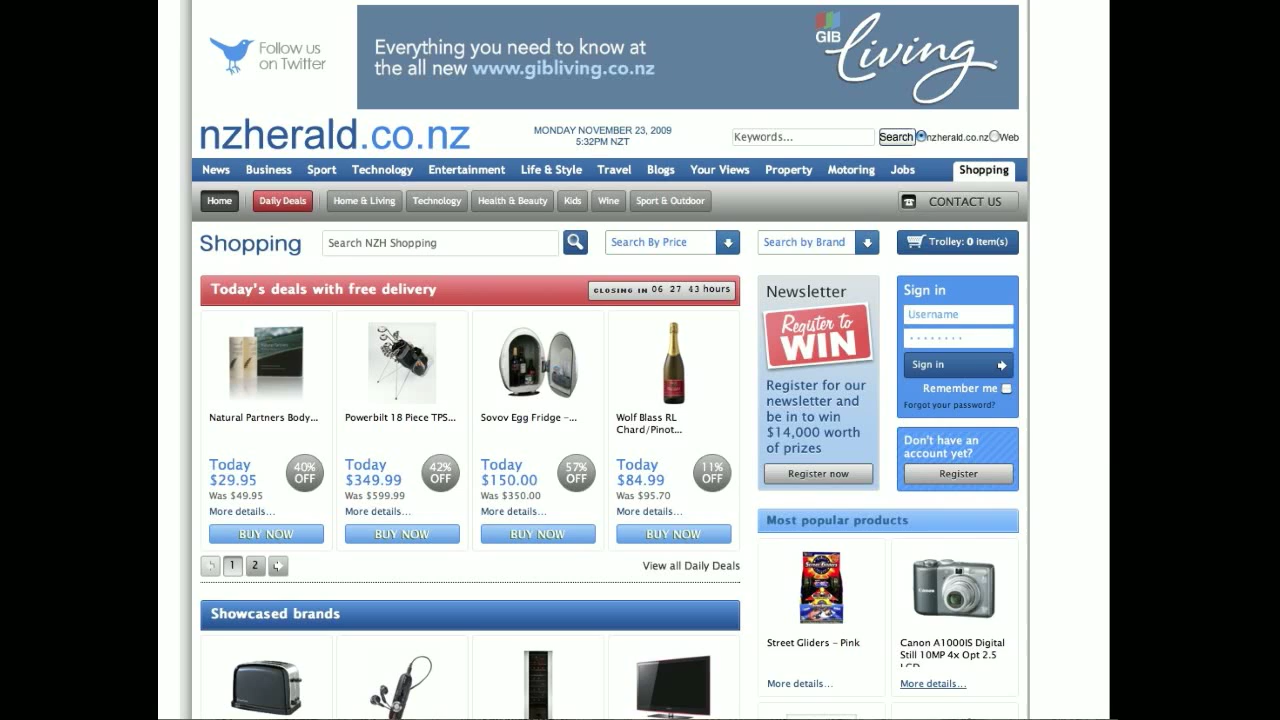 Follow us
on Twitter
Everything you need to know at
the all new www.gibliving.co.nz
GIB
living
nzherald.co.nz
MONDAY NOVEMBER 23, 2009
5:32PM NZT
Keywords...
Search
nzherald.co.nz
Web
News Business Sport Technology Entertainment Life & Style Travel Blogs Your Views Property Motoring Jobs Shopping
Home Daily Deals Home & Living Technology Health & Beauty Kids Wine Sport & Outdoor
CONTACT US
Shopping
Search NZH Shopping
Search By Price
Search by Brand
Trolley: 0 item(s)
Today's deals with free delivery
CLOSING IN 06 27 43 hours
Natural Partners Body...
Today
$29.95
Was $49.95
40%
OFF
More details...
BUY NOW
Powerbilt 18 Piece TPS...
Today
$349.99
Was $599.99
42%
OFF
More details...
BUY NOW
Sovov Egg Fridge -...
Today
$150.00
Was $350.00
57%
OFF
More details...
BUY NOW
Wolf Blass RL
Chard/Pinot...
Today
$84.99
Was $95.70
11%
OFF
More details...
BUY NOW
1 2
View all Daily Deals
Showcased brands
Newsletter
Register to
WIN
Register for our
newsletter and
be in to win
$14,000 worth
of prizes
Register now
Sign in
Username
Sign in
Remember me
Forgot your password?
Don't have an
account yet?
Register
Most popular products
Street Gliders - Pink
More details...
Canon A1000IS Digital
Still 10MP 4x Opt 2.5
LCD
More details...